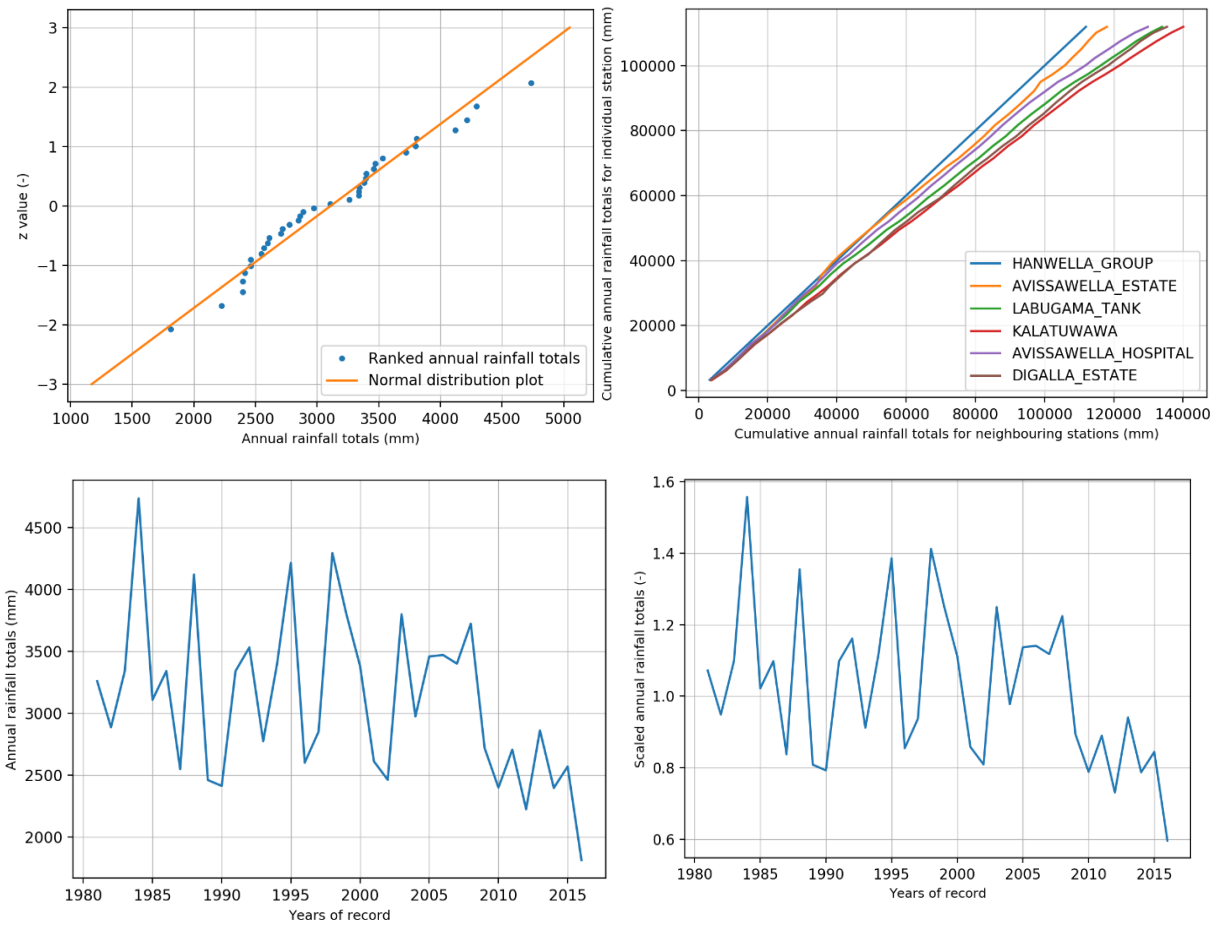 3
2
1
0
−1
−2
−3
z value (-)
Ranked annual rainfall totals
Normal distribution plot
1000 1500 2000 2500 3000 3500 4000 4500 5000
Annual rainfall totals (mm)
100000
80000
60000
40000
20000
0
Cumulative annual rainfall totals for individual station (mm)
HANWELLA_GROUP
AVISSAWELLA_ESTATE
LABUGAMA_TANK
KALATUWAWA
AVISSAWELLA_HOSPITAL
DIGALLA_ESTATE
0 20000 40000 60000 80000 100000 120000 140000
Cumulative annual rainfall totals for neighbouring stations (mm)
4500
4000
3500
3000
2500
2000
Annual rainfall totals (mm)
1980 1985 1990 1995 2000 2005 2010 2015
Years of record
1.6
1.4
1.2
1.0
0.8
0.6
Scaled annual rainfall totals (-)
1980 1985 1990 1995 2000 2005 2010 2015
Years of record